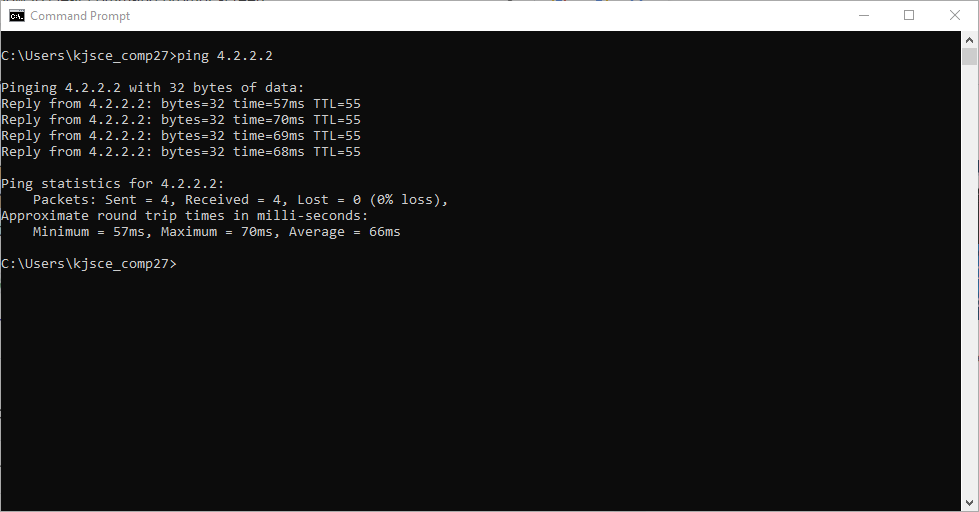 Command Prompt
C:\Users\kjsce_comp27>ping 4.2.2.2
Pinging 4.2.2.2 with 32 bytes of data:
Reply from 4.2.2.2: bytes=32 time=57ms TTL=55
Reply from 4.2.2.2: bytes=32 time=70ms TTL=55
Reply from 4.2.2.2: bytes=32 time=69ms TTL=55
Reply from 4.2.2.2: bytes=32 time=68ms TTL=55
Ping statistics for 4.2.2.2:
    Packets: Sent = 4, Received = 4, Lost = 0 (0% loss),
Approximate round trip times in milli-seconds:
    Minimum = 57ms, Maximum = 70ms, Average = 66ms
C:\Users\kjsce_comp27>